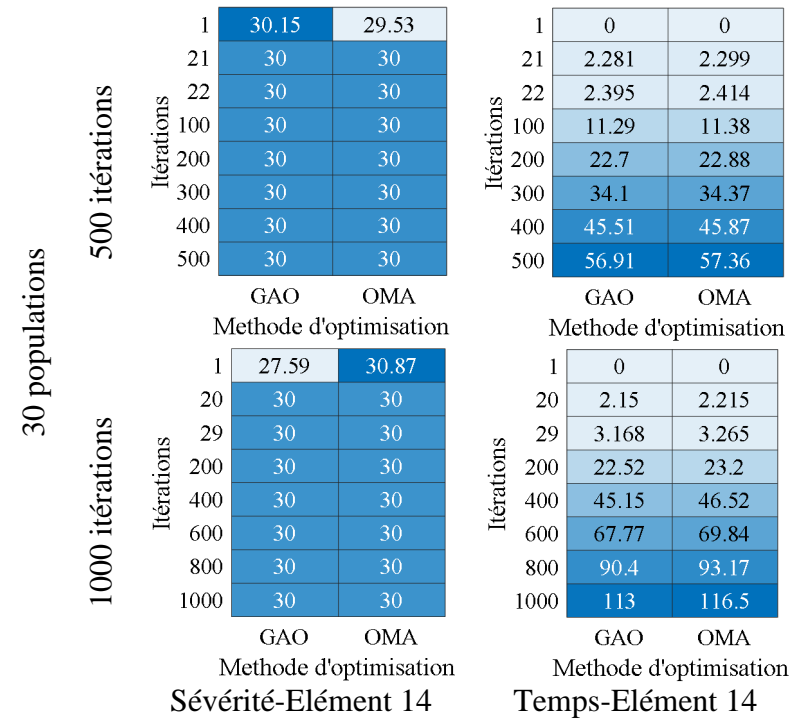 30 populations
500 itérations
Itérations
1 30.15 29.53
21 30 30
22 30 30
100 30 30
200 30 30
300 30 30
400 30 30
500 30 30
GAO OMA
Methode d'optimisation
Itérations
1 0 0
21 2.281 2.299
22 2.395 2.414
100 11.29 11.38
200 22.7 22.88
300 34.1 34.37
400 45.51 45.87
500 56.91 57.36
GAO OMA
Methode d'optimisation
1000 itérations
Itérations
1 27.59 30.87
20 30 30
29 30 30
200 30 30
400 30 30
600 30 30
800 30 30
1000 30 30
GAO OMA
Methode d'optimisation
Sévérité-Elément 14
Itérations
1 0 0
20 2.15 2.215
29 3.168 3.265
200 22.52 23.2
400 45.15 46.52
600 67.77 69.84
800 90.4 93.17
1000 113 116.5
GAO OMA
Methode d'optimisation
Temps-Elément 14